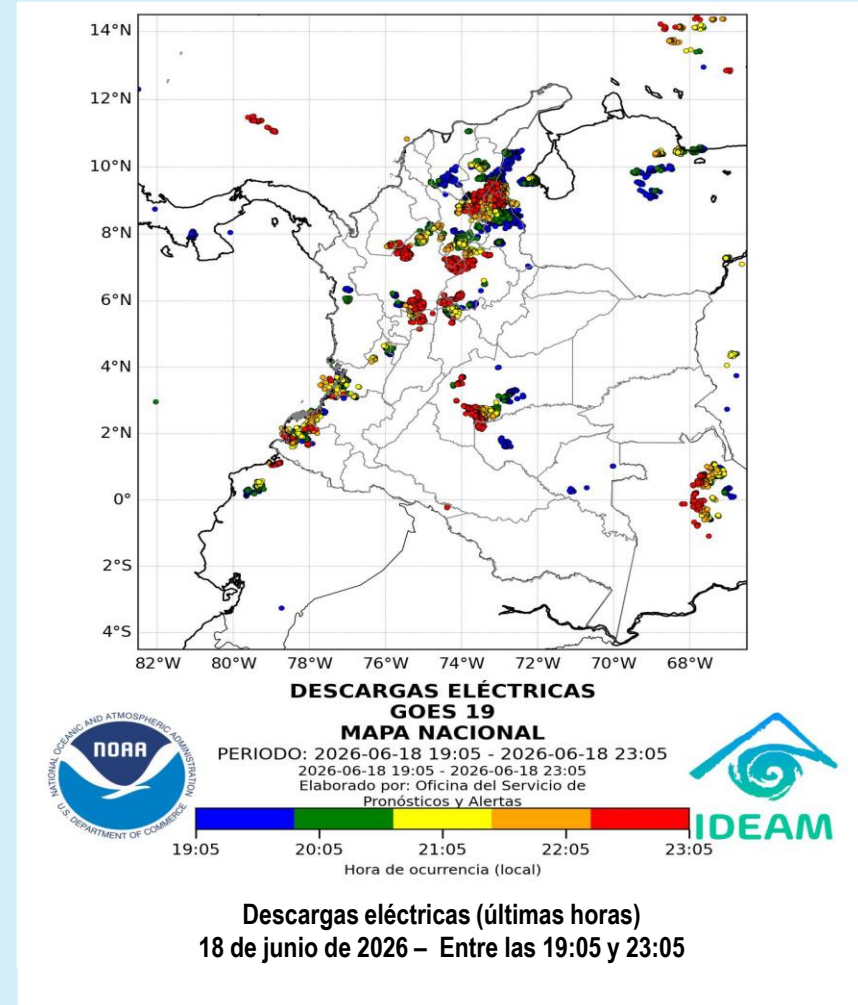 14°N
12°N
10°N
8°N
6°N
4°N
2°N
0°
2°S
4°S
82°W 80°W 78°W 76°W 74°W 72°W 70°W 68°W
DESCARGAS ELÉCTRICAS
GOES 19
MAPA NACIONAL
PERIODO: 2026-06-18 19:05 - 2026-06-18 23:05
2026-06-18 19:05 - 2026-06-18 23:05
Elaborado por: Oficina del Servicio de
Pronósticos y Alertas
NATIONAL OCEANIC AND ATMOSPHERIC ADMINISTRATION
NOAA
U.S. DEPARTMENT OF COMMERCE
IDEAM
19:05 20:05 21:05 22:05 23:05
Hora de ocurrencia (local)
Descargas eléctricas (últimas horas)
18 de junio de 2026 – Entre las 19:05 y 23:05